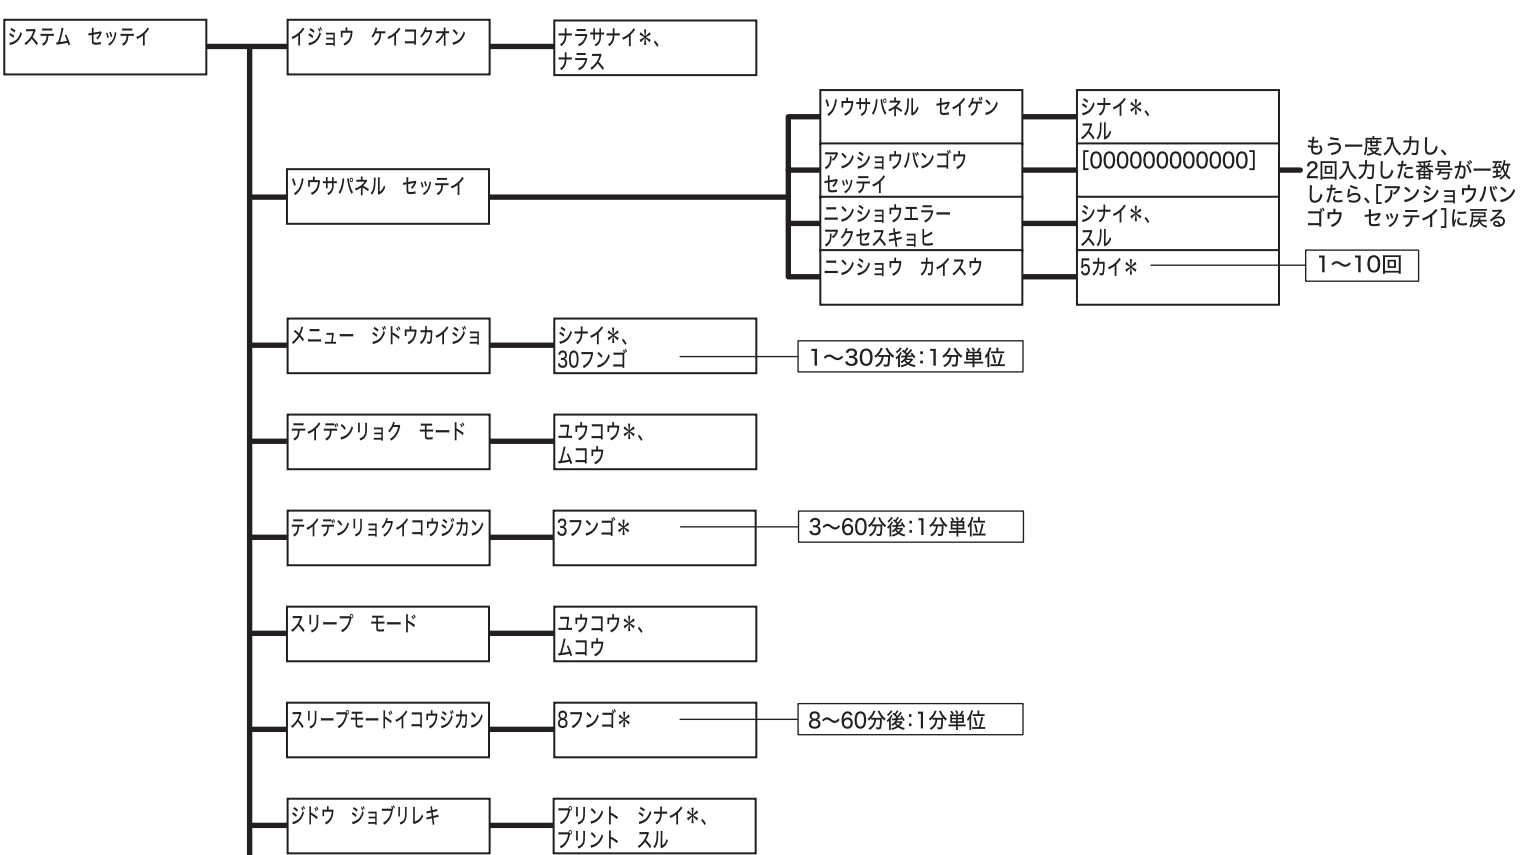 システム　セッテイ
イジョウ　ケイコクオン
ナラサナイ＊、
ナラス
ソウサパネル　セッテイ
ソウサパネル　セイゲン
シナイ＊、
スル
アンショウバンゴウ
セッテイ
[000000000000]
もう一度入力し、
2回入力した番号が一致
したら、[アンショウバン
ゴウ　セッテイ]に戻る
ニンショウエラー
アクセスキョヒ
シナイ＊、
スル
ニンショウ　カイスウ
5カイ＊
1～10回
メニュー　ジドウカイジョ
シナイ＊、
30フンゴ
1～30分後：1分単位
テイデンリョク　モード
ユウコウ＊、
ムコウ
テイデンリョクイコウジカン
3フンゴ＊
3～60分後：1分単位
スリープ　モード
ユウコウ＊、
ムコウ
スリープモードイコウジカン
8フンゴ＊
8～60分後：1分単位
ジドウ　ジョブリレキ
プリント　シナイ＊、
プリント　スル